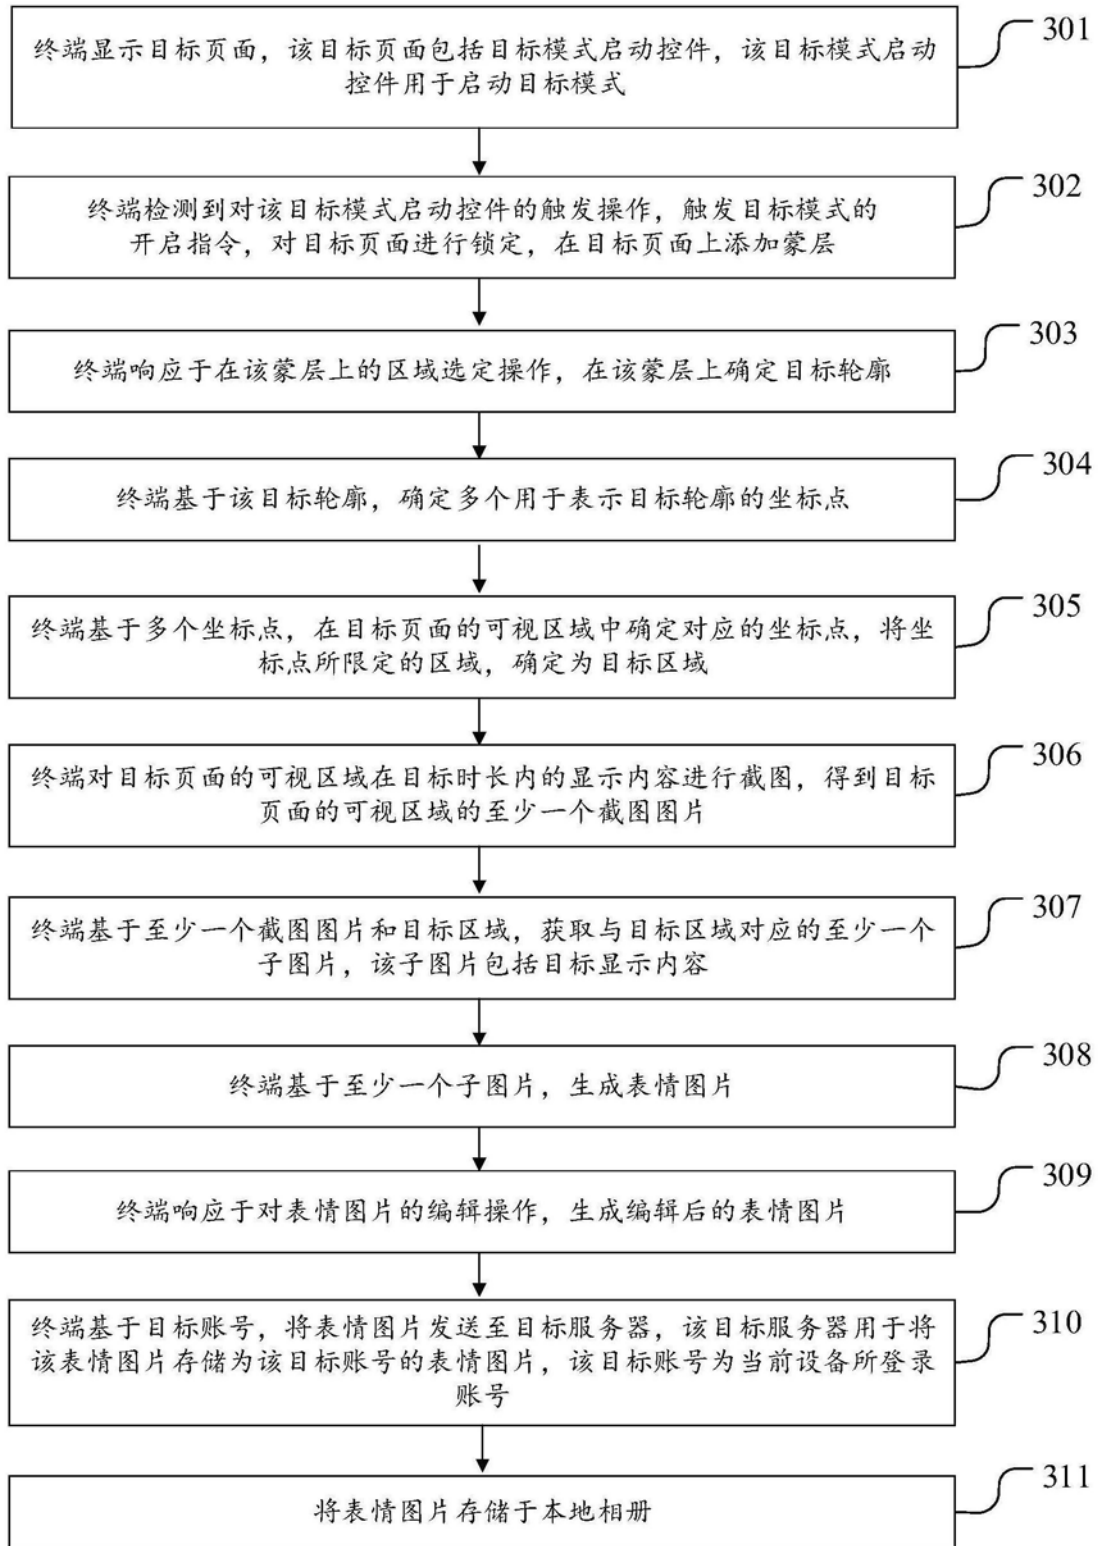 终端显示目标页面，该目标页面包括目标模式启动控件，该目标模式启动
控件用于启动目标模式
301
终端检测到对该目标模式启动控件的触发操作，触发目标模式的
开启指令，对目标页面进行锁定，在目标页面上添加蒙层
302
终端响应于在该蒙层上的区域选定操作，在该蒙层上确定目标轮廓
303
终端基于该目标轮廓，确定多个用于表示目标轮廓的坐标点
304
终端基于多个坐标点，在目标页面的可视区域中确定对应的坐标点，将坐
标点所限定的区域，确定为目标区域
305
终端对目标页面的可视区域在目标时长内的显示内容进行截图，得到目标
页面的可视区域的至少一个截图图片
306
终端基于至少一个截图图片和目标区域，获取与目标区域对应的至少一个
子图片，该子图片包括目标显示内容
307
终端基于至少一个子图片，生成表情图片
308
终端响应于对表情图片的编辑操作，生成编辑后的表情图片
309
终端基于目标账号，将表情图片发送至目标服务器，该目标服务器用于将
该表情图片存储为该目标账号的表情图片，该目标账号为当前设备所登录
账号
310
将表情图片存储于本地相册
311